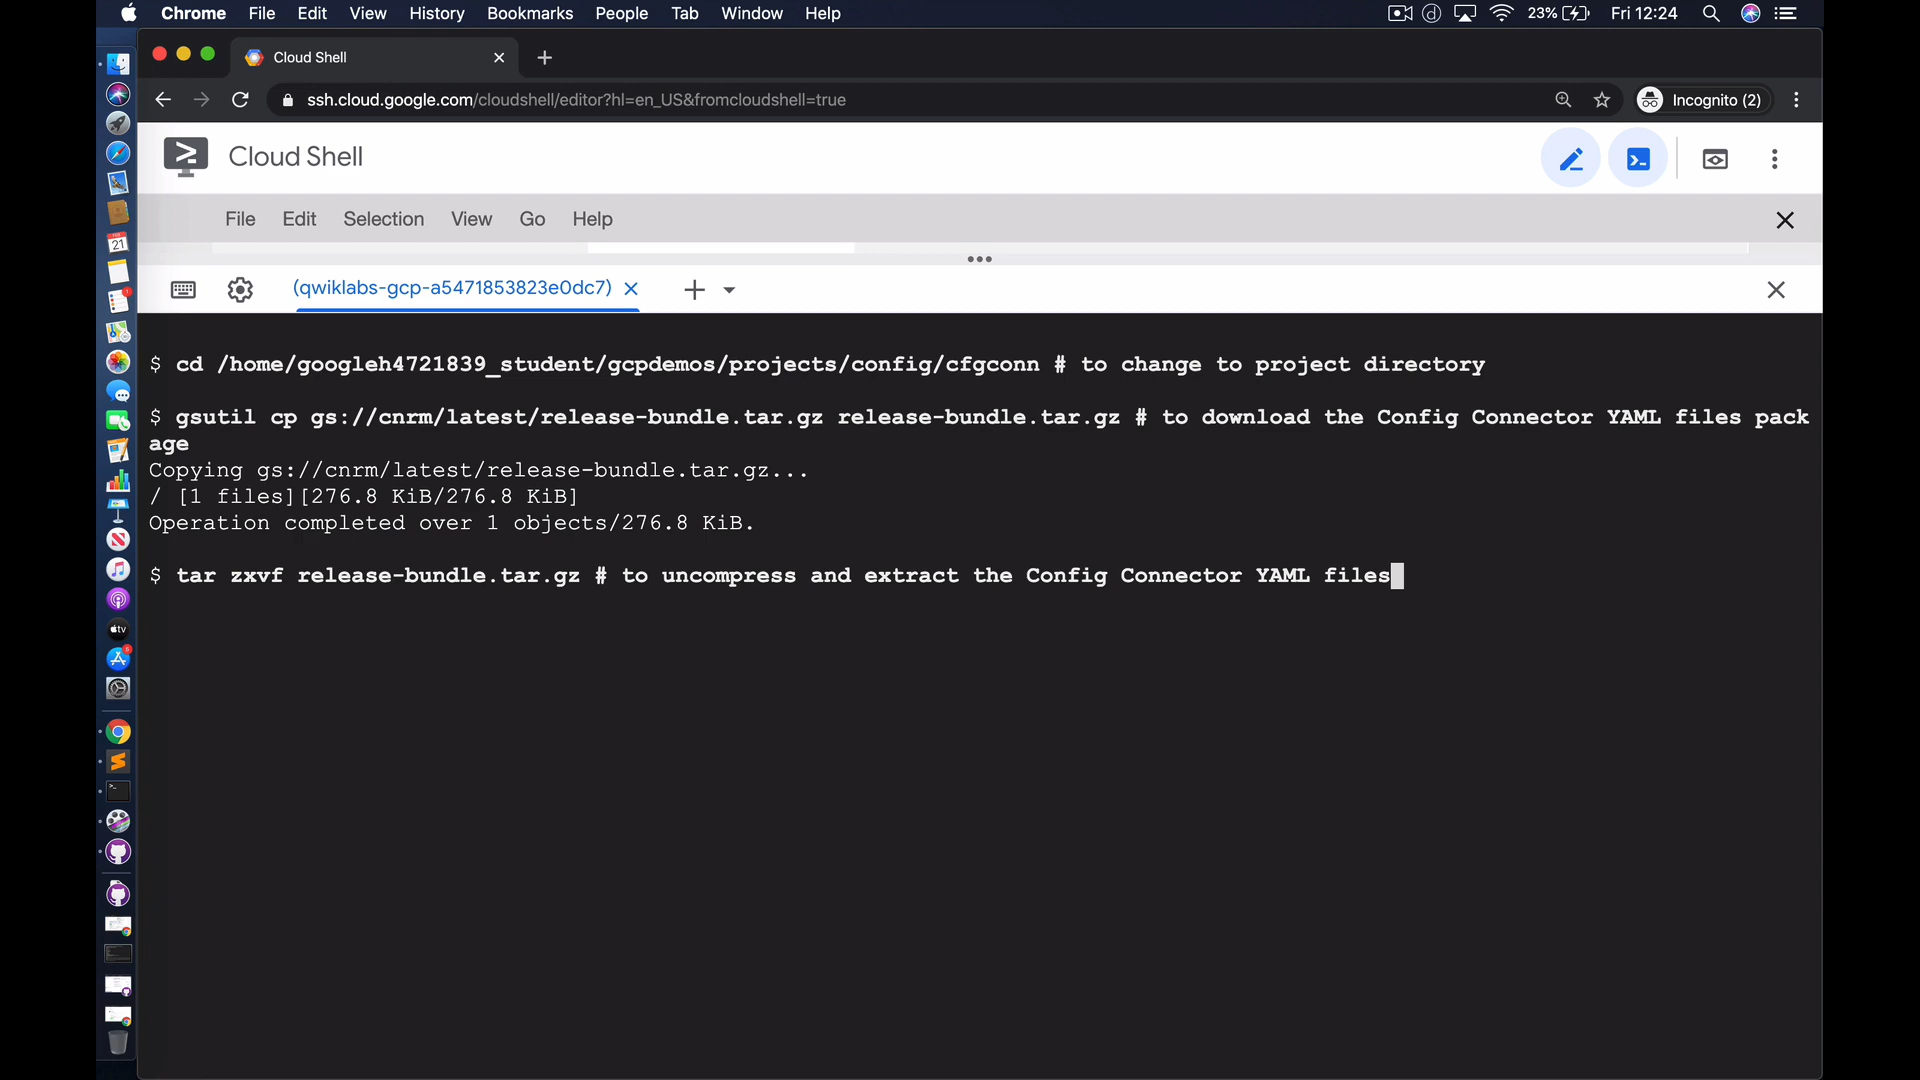 Chrome File Edit View History Bookmarks People Tab Window Help 23% Fri 12:24
Cloud Shell
ssh.cloud.google.com/cloudshell/editor?hl=en_US&fromcloudshell=true Incognito (2)
Cloud Shell
File Edit Selection View Go Help
(qwiklabs-gcp-a5471853823e0dc7)
$ cd /home/googleh4721839_student/gcpdemos/projects/config/cfgconn # to change to project directory
$ gsutil cp gs://cnrm/latest/release-bundle.tar.gz release-bundle.tar.gz # to download the Config Connector YAML files pack
age
Copying gs://cnrm/latest/release-bundle.tar.gz...
/ [1 files][276.8 KiB/276.8 KiB]
Operation completed over 1 objects/276.8 KiB.
$ tar zxvf release-bundle.tar.gz # to uncompress and extract the Config Connector YAML files
21
tv